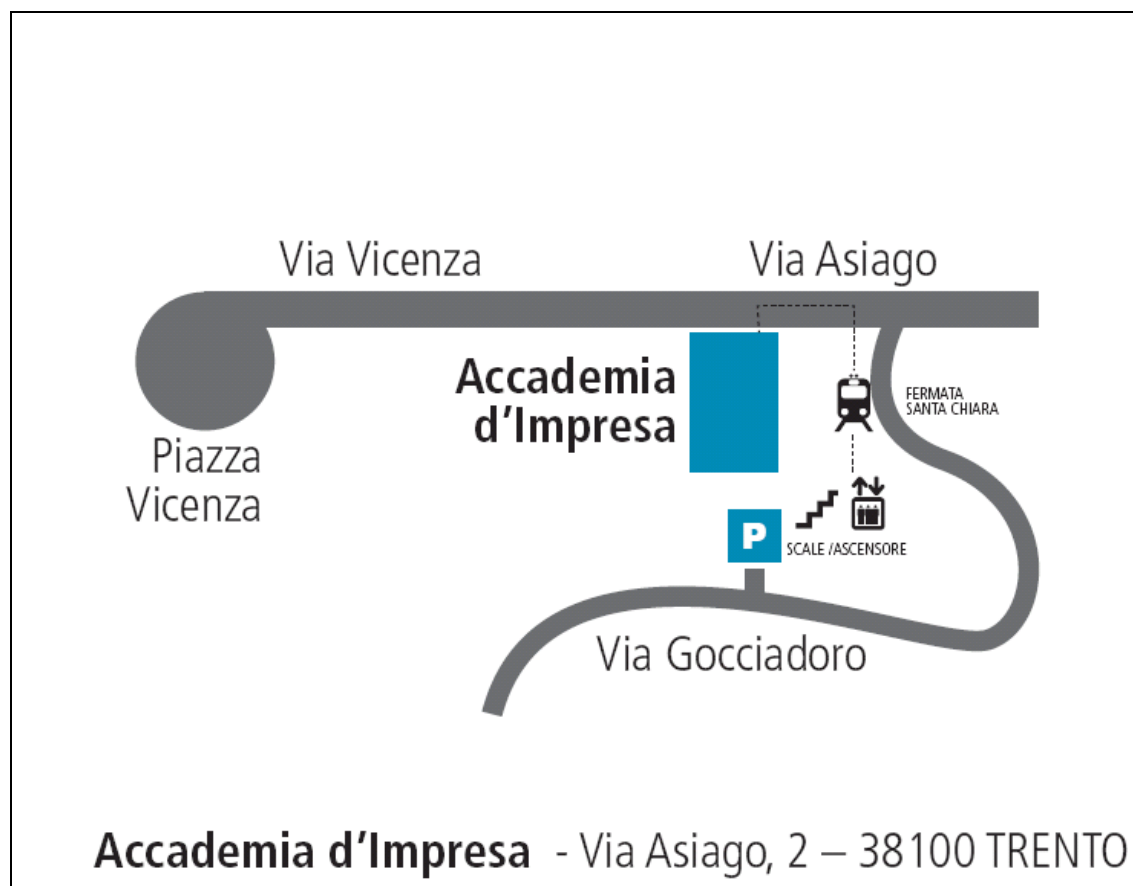 Via Vicenza
Via Asiago
Accademia
d’Impresa
FERMATA
SANTA CHIARA
Piazza
Vicenza
P
SCALE /ASCENSORE
Via Gocciadoro
Accademia d’Impresa - Via Asiago, 2 – 38100 TRENTO